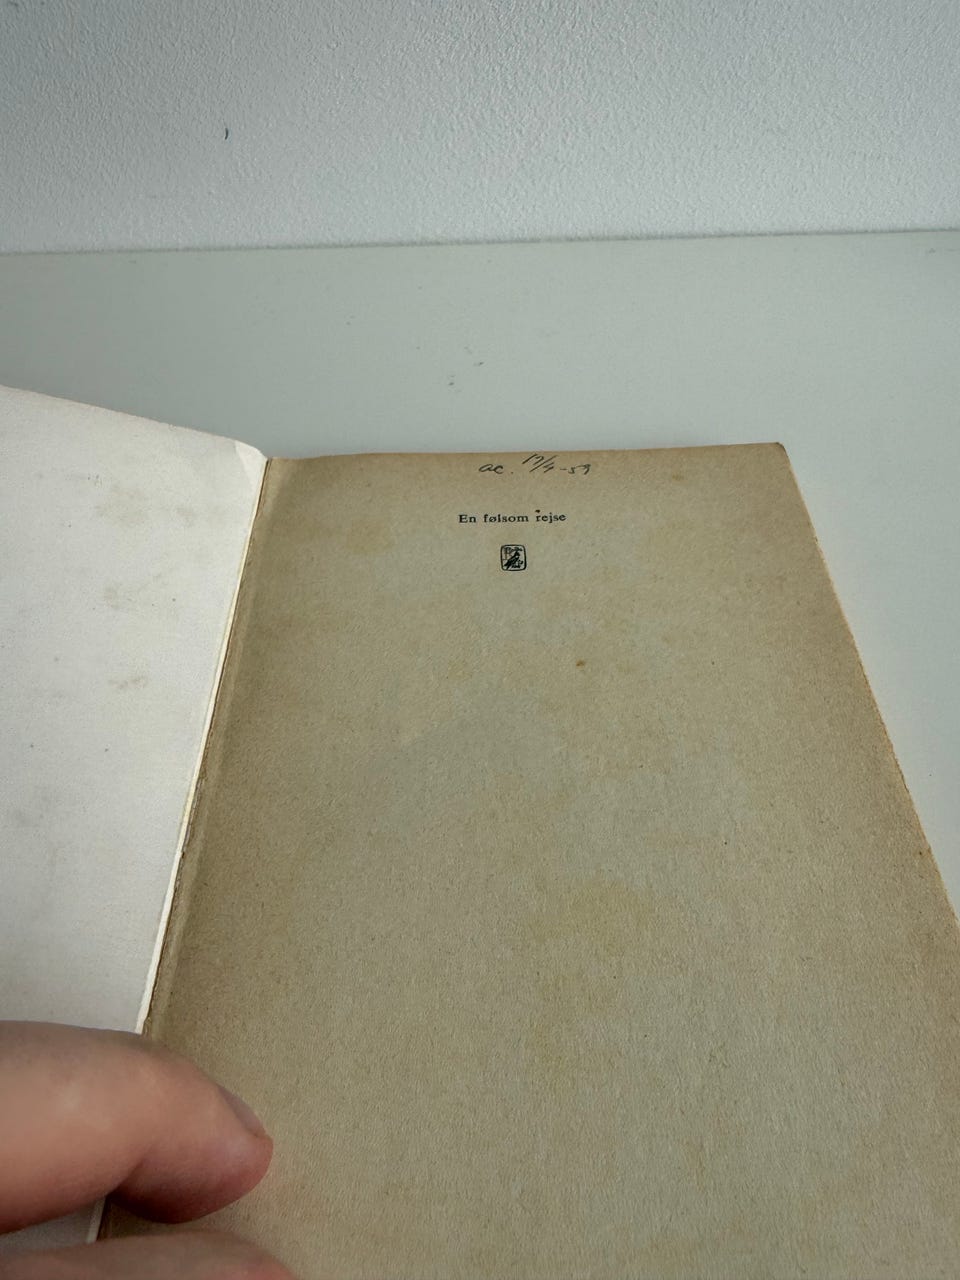 ac. 17/4-59
En følsom rejse